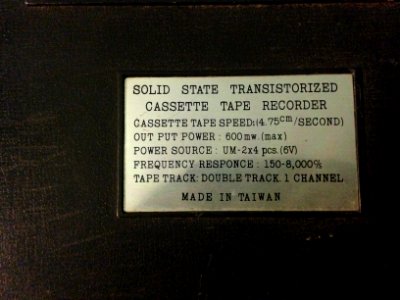 SOLID STATE TRANSISTORIZED
CASSETTE TAPE RECORDER
CASSETTE TAPE SPEED:(4.75cm/SECOND)
OUT PUT POWER : 600mw.(max)
POWER SOURCE : UM-2x4 pcs.(6V)
FREQUENCY RESPONCE : 150-8,000%
TAPE TRACK: DOUBLE TRACK. 1 CHANNEL
MADE IN TAIWAN